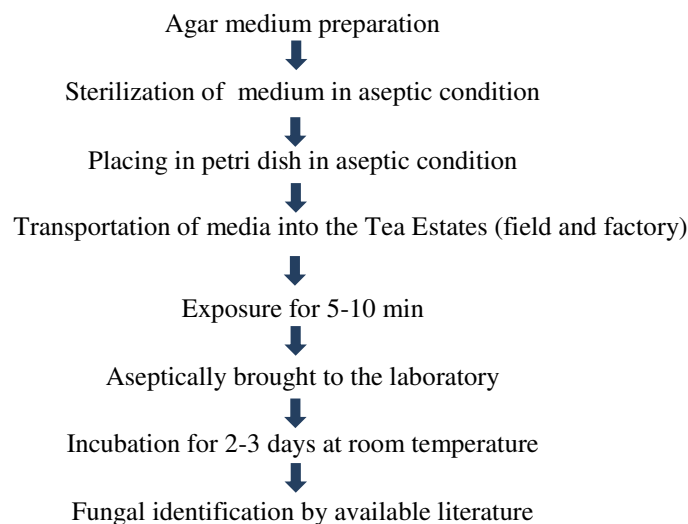 Agar medium preparation
Sterilization of medium in aseptic condition
Placing in petri dish in aseptic condition
Transportation of media into the Tea Estates (field and factory)
Exposure for 5-10 min
Aseptically brought to the laboratory
Incubation for 2-3 days at room temperature
Fungal identification by available literature